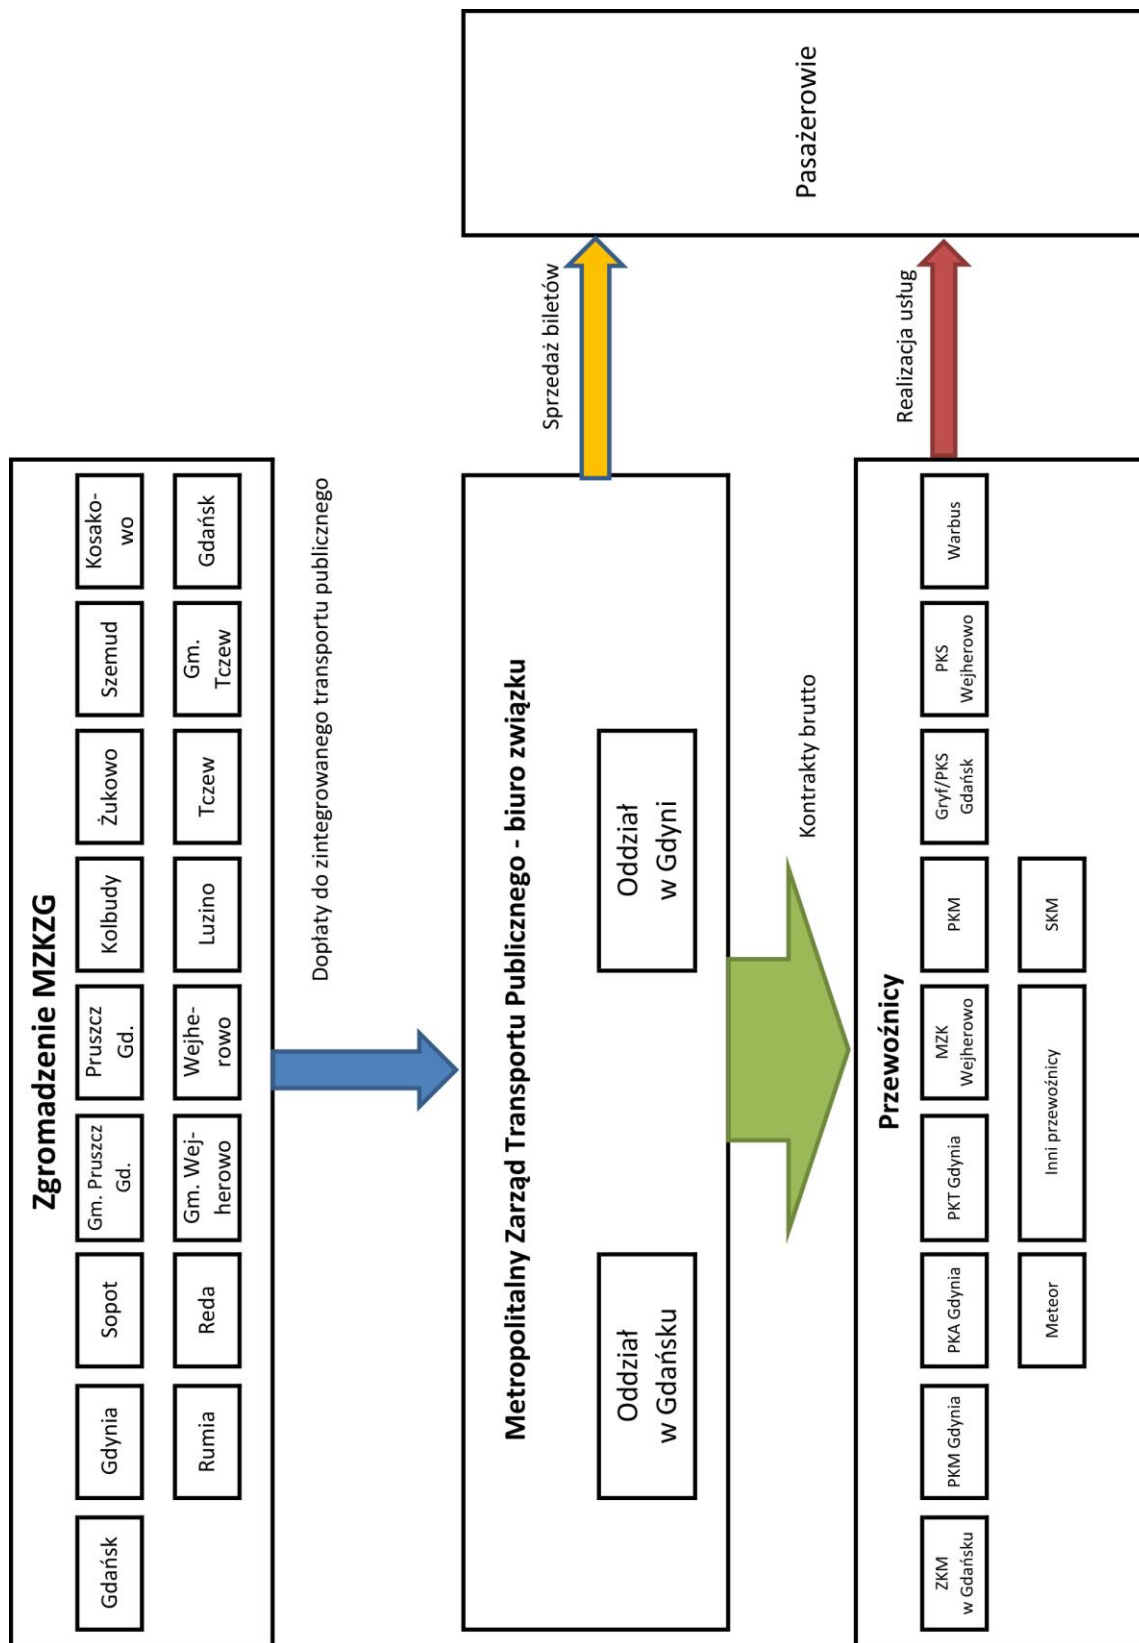 Zgromadzenie MZKZG
Gdańsk
Gdynia
Sopot
Gm. Pruszcz
Gd.
Pruszcz
Gd.
Kolbudy
Żukowo
Szemud
Kosako-
wo
Rumia
Reda
Gm. Wej-
herowo
Wejhe-
rowo
Luzino
Tczew
Gm.
Tczew
Gdańsk
Dopłaty do zintegrowanego transportu publicznego
Metropolitalny Zarząd Transportu Publicznego - biuro związku
Oddział
w Gdańsku
Oddział
w Gdyni
Sprzedaż biletów
Pasażerowie
Kontrakty brutto
Realizacja usług
Przewoźnicy
ZKM
w Gdańsku
PKM Gdynia
PKA Gdynia
PKT Gdynia
MZK
Wejherowo
PKM
Gryf/PKS
Gdańsk
PKS
Wejherowo
Warbus
Meteor
Inni przewoźnicy
SKM